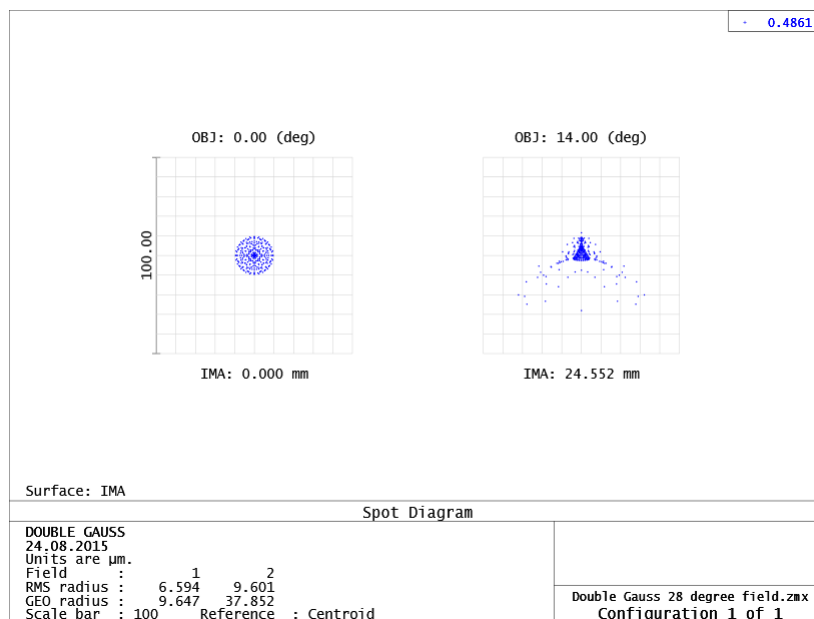 + 0.4861
OBJ: 0.00 (deg)
OBJ: 14.00 (deg)
100.00
IMA: 0.000 mm
IMA: 24.552 mm
Surface: IMA
Spot Diagram
DOUBLE GAUSS
24.08.2015
Units are µm.
Field : 1 2
RMS radius : 6.594 9.601
GEO radius : 9.647 37.852
Scale bar : 100 Reference : Centroid
Double Gauss 28 degree field.zmx
Configuration 1 of 1